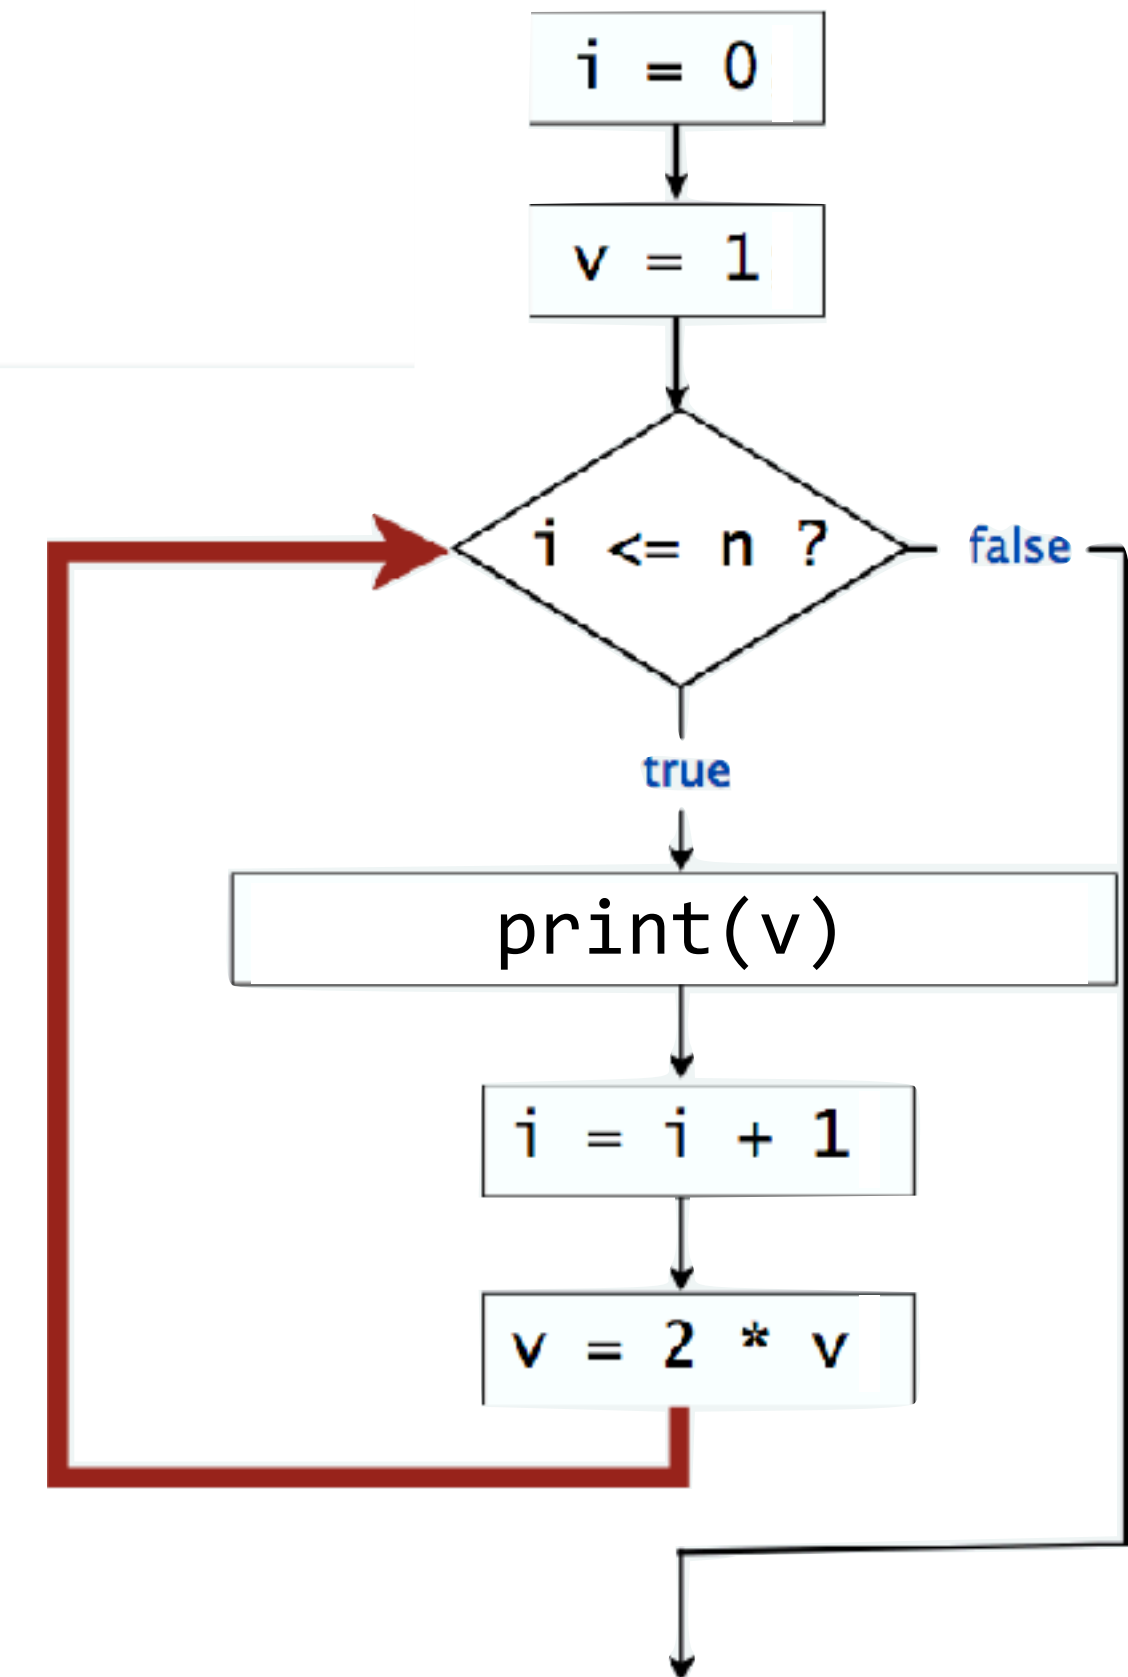 i = 0
v = 1
i <= n ?
false
true
print(v)
i = i + 1
v = 2 * v